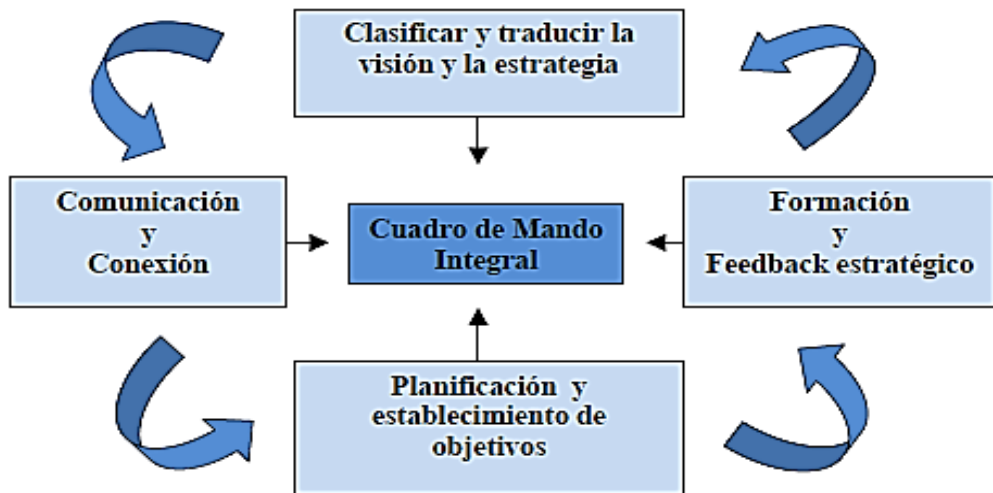 Clasificar y traducir la
visión y la estrategia
Comunicación
y
Conexión
Cuadro de Mando
Integral
Formación
y
Feedback estratégico
Planificación y
establecimiento de
objetivos